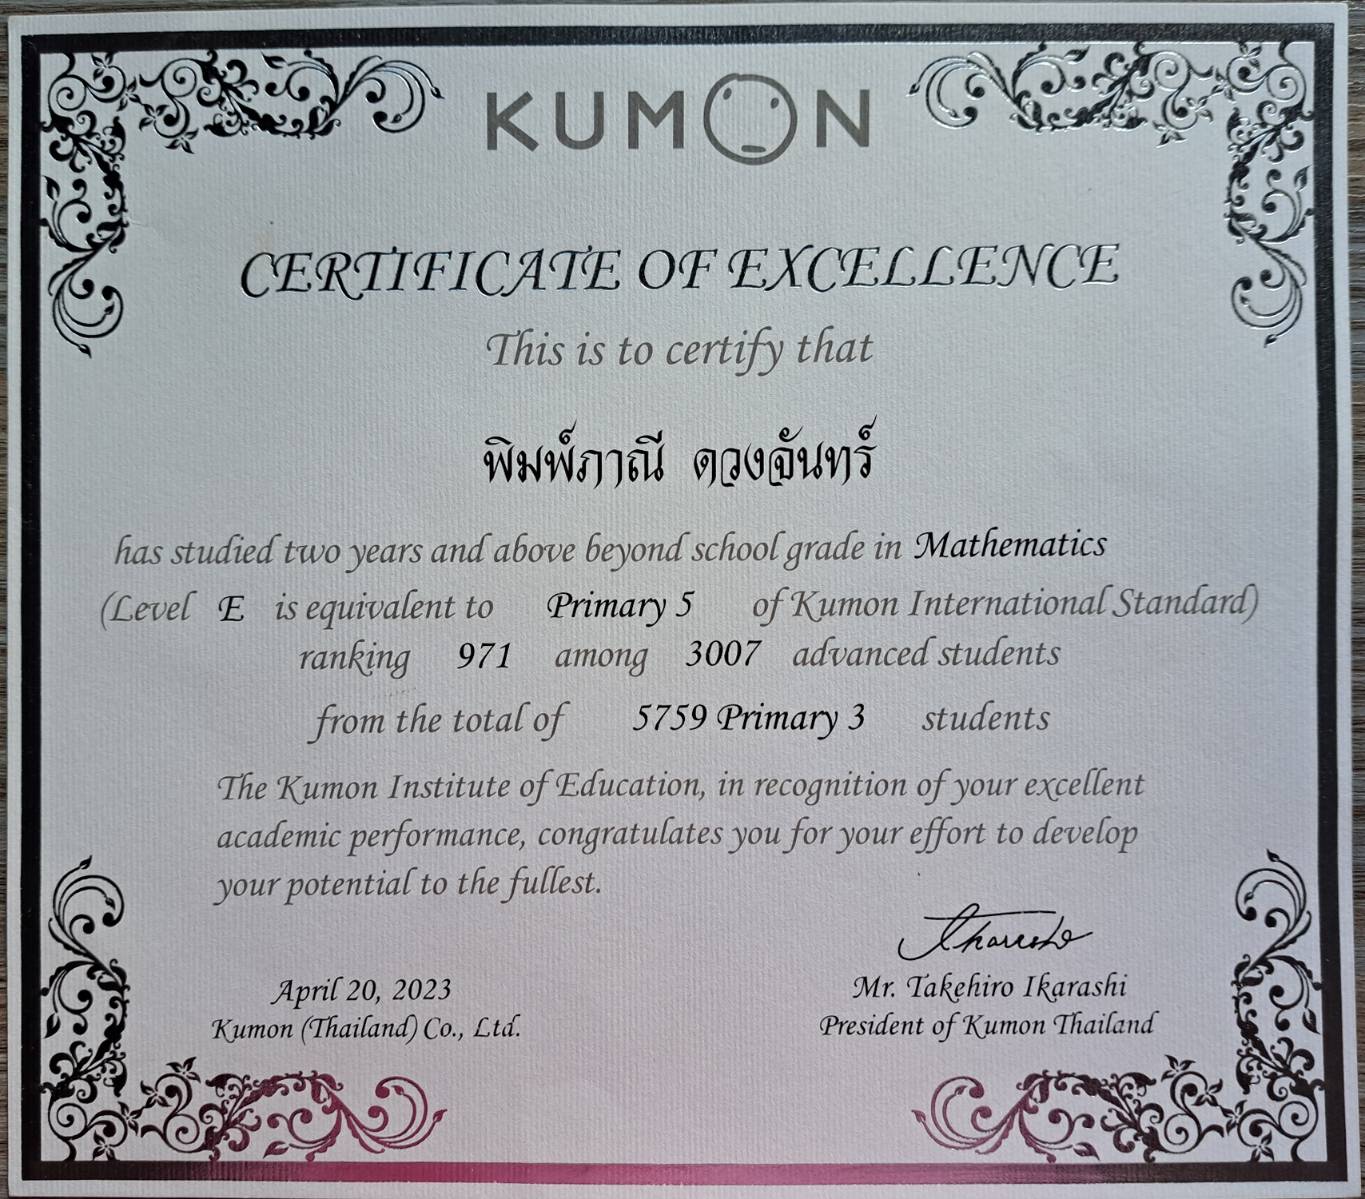 KUMON
CERTIFICATE OF EXCELLENCE
This is to certify that
พิมพ์ภาณี ดวงจันทร์
has studied two years and above beyond school grade in Mathematics
(Level E is equivalent to Primary 5 of Kumon International Standard)
ranking 971 among 3007 advanced students
from the total of 5759 Primary 3 students
The Kumon Institute of Education, in recognition of your excellent
academic performance, congratulates you for your effort to develop
your potential to the fullest.
April 20, 2023
Kumon (Thailand) Co., Ltd.
Mr. Takehiro Ikarashi
President of Kumon Thailand